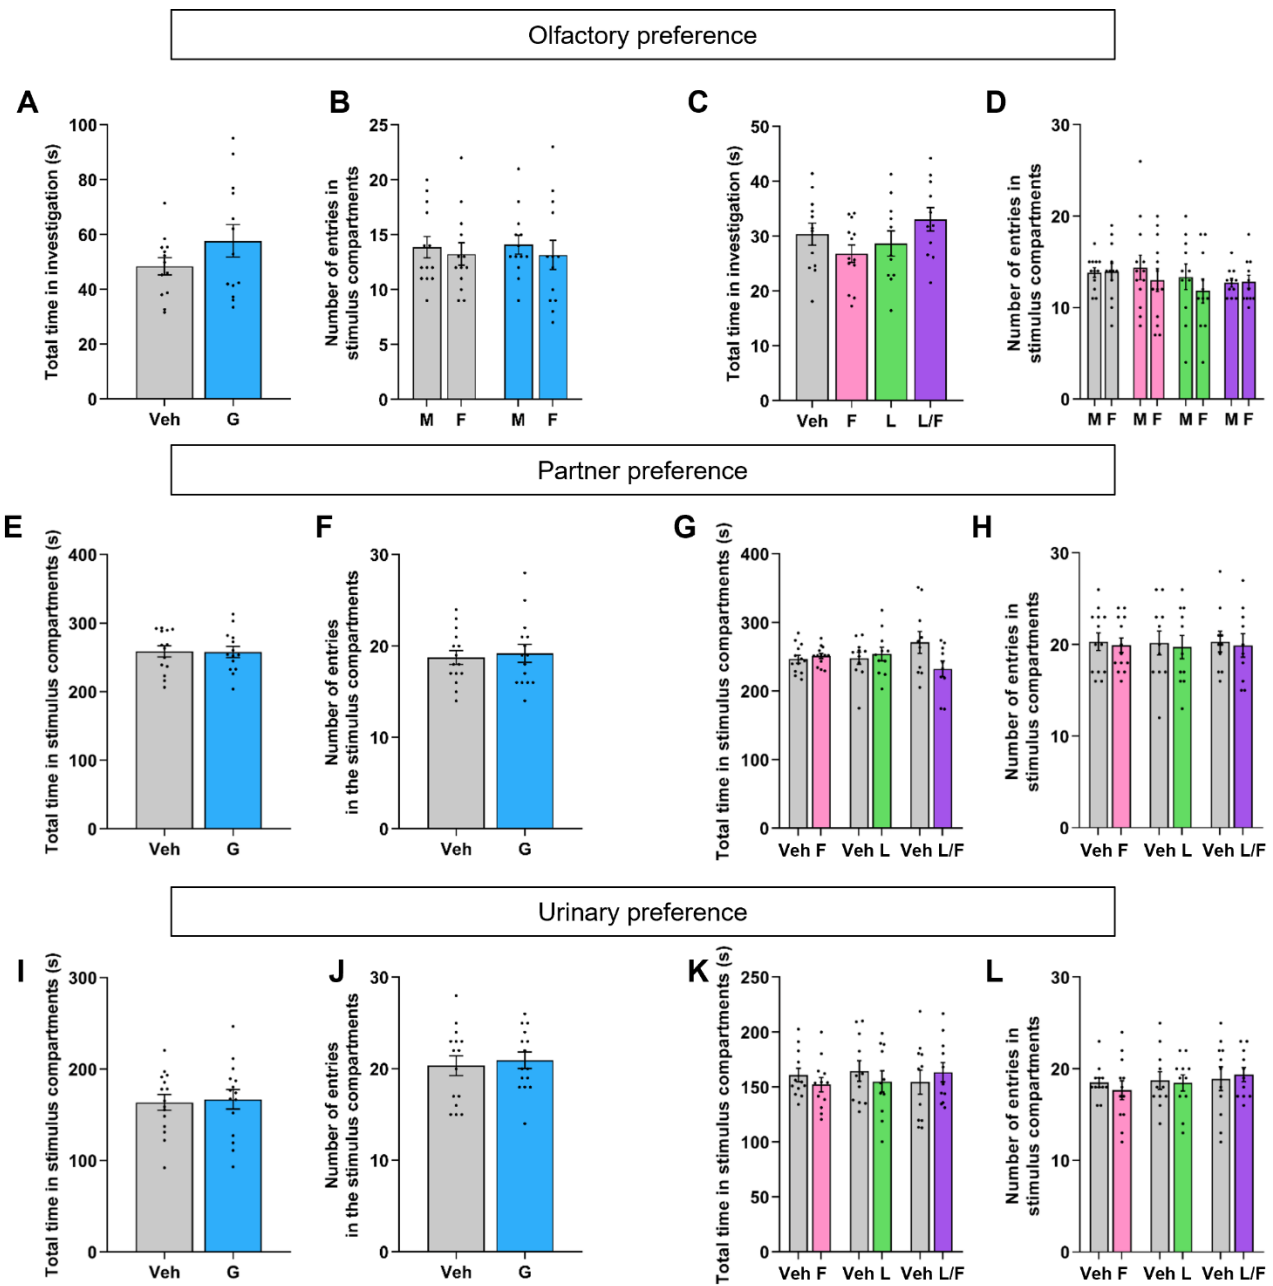 Olfactory preference
A
B
C
D
Total time in investigation (s)
100
80
60
40
20
0
Veh G
Number of entries in
stimulus compartments
25
20
15
10
5
0
M F M F
Total time in investigation (s)
50
40
30
20
10
0
Veh F L L/F
Number of entries in
stimulus compartments
30
20
10
0
M F M F M F M F
Partner preference
E
F
G
H
Total time in stimulus compartments (s)
400
300
200
100
0
Veh G
Number of entries
in the stimulus compartments
30
20
10
0
Veh G
Total time in stimulus compartments (s)
400
300
200
100
0
Veh F Veh L Veh L/F
Number of entries in
stimulus compartments
30
20
10
0
Veh F Veh L Veh L/F
Urinary preference
I
J
K
L
Total time in stimulus compartments (s)
300
200
100
0
Veh G
Number of entries
in the stimulus compartments
30
20
10
0
Veh G
Total time in stimulus compartments (s)
250
200
150
100
50
0
Veh F Veh L Veh L/F
Number of entries in
stimulus compartments
30
20
10
0
Veh F Veh L Veh L/F